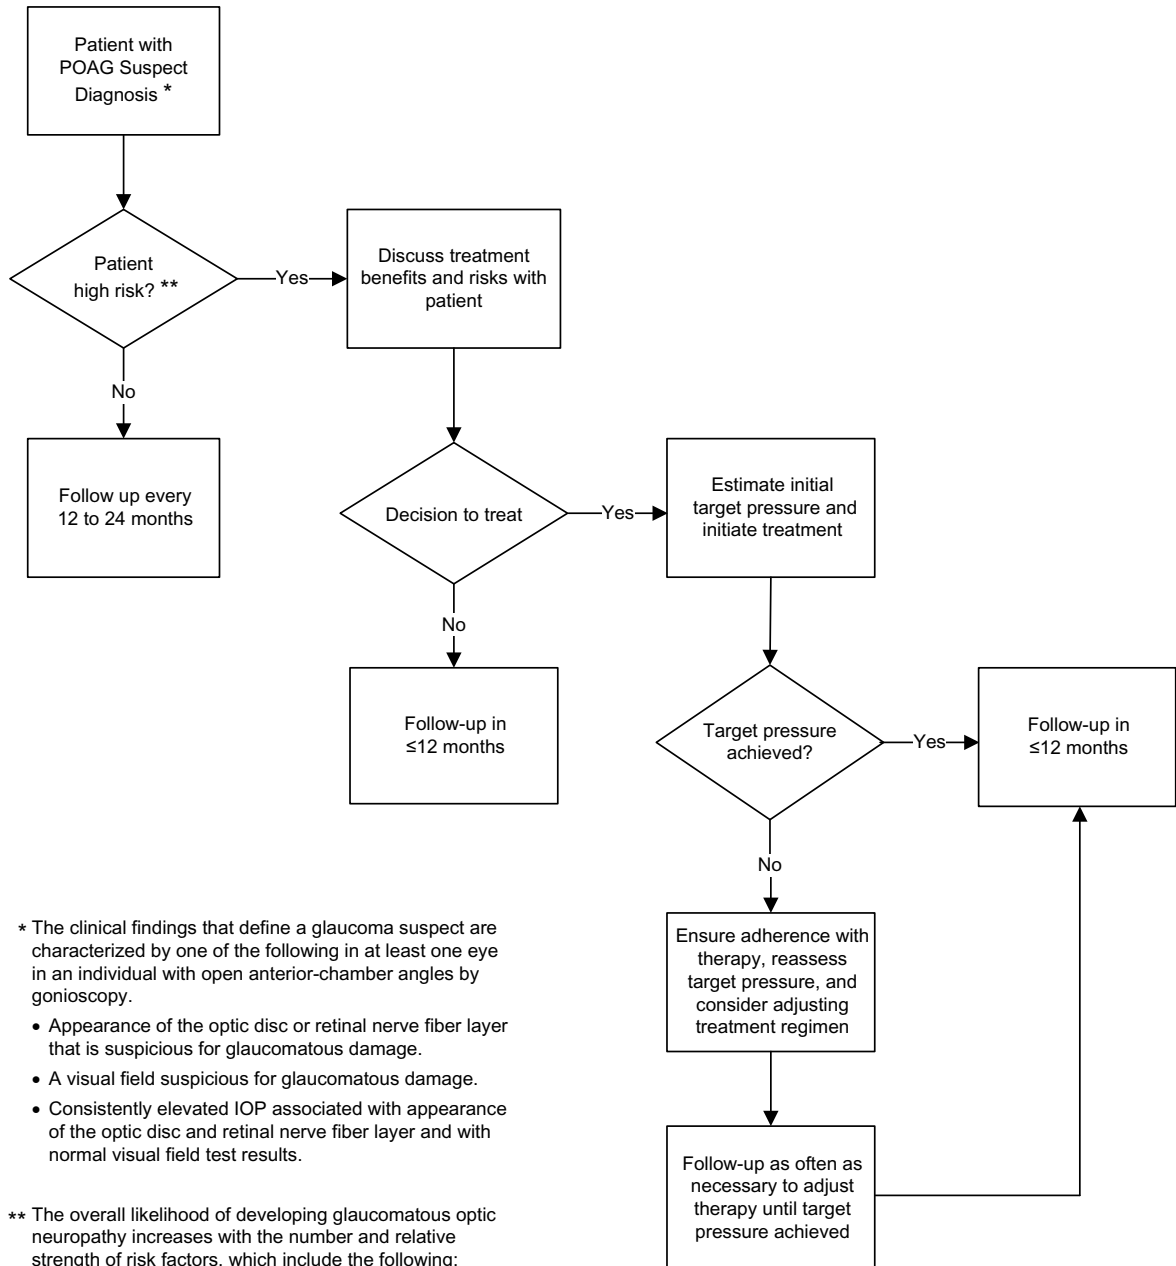 Patient with
POAG Suspect
Diagnosis *
Patient
high risk? **
Yes
Discuss treatment
benefits and risks with
patient
No
Follow up every
12 to 24 months
Decision to treat
Yes
Estimate initial
target pressure and
initiate treatment
No
Follow-up in
≤12 months
Target pressure
achieved?
Yes
Follow-up in
≤12 months
No
Ensure adherence with
therapy, reassess
target pressure, and
consider adjusting
treatment regimen
Follow-up as often as
necessary to adjust
therapy until target
pressure achieved
* The clinical findings that define a glaucoma suspect are
characterized by one of the following in at least one eye
in an individual with open anterior-chamber angles by
gonioscopy.
• Appearance of the optic disc or retinal nerve fiber layer
that is suspicious for glaucomatous damage.
• A visual field suspicious for glaucomatous damage.
• Consistently elevated IOP associated with appearance
of the optic disc and retinal nerve fiber layer and with
normal visual field test results.
** The overall likelihood of developing glaucomatous optic
neuropathy increases with the number and relative
strength of risk factors, which include the following: